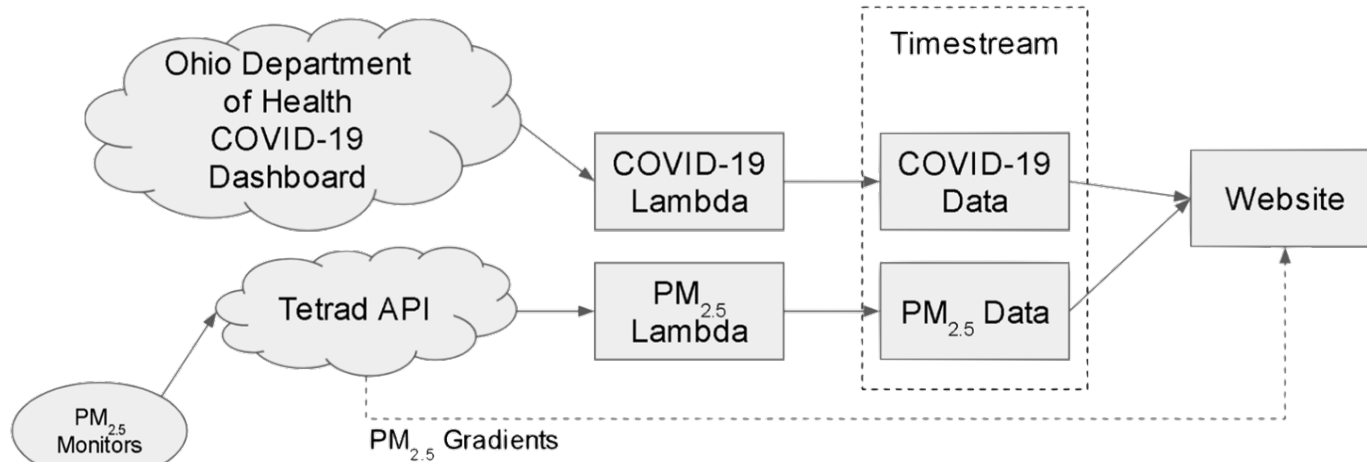 Ohio Department
of Health
COVID-19
Dashboard
Timestream
COVID-19
Lambda
COVID-19
Data
Website
Tetrad API
PM2.5
Lambda
PM2.5 Data
PM2.5
Monitors
PM2.5 Gradients